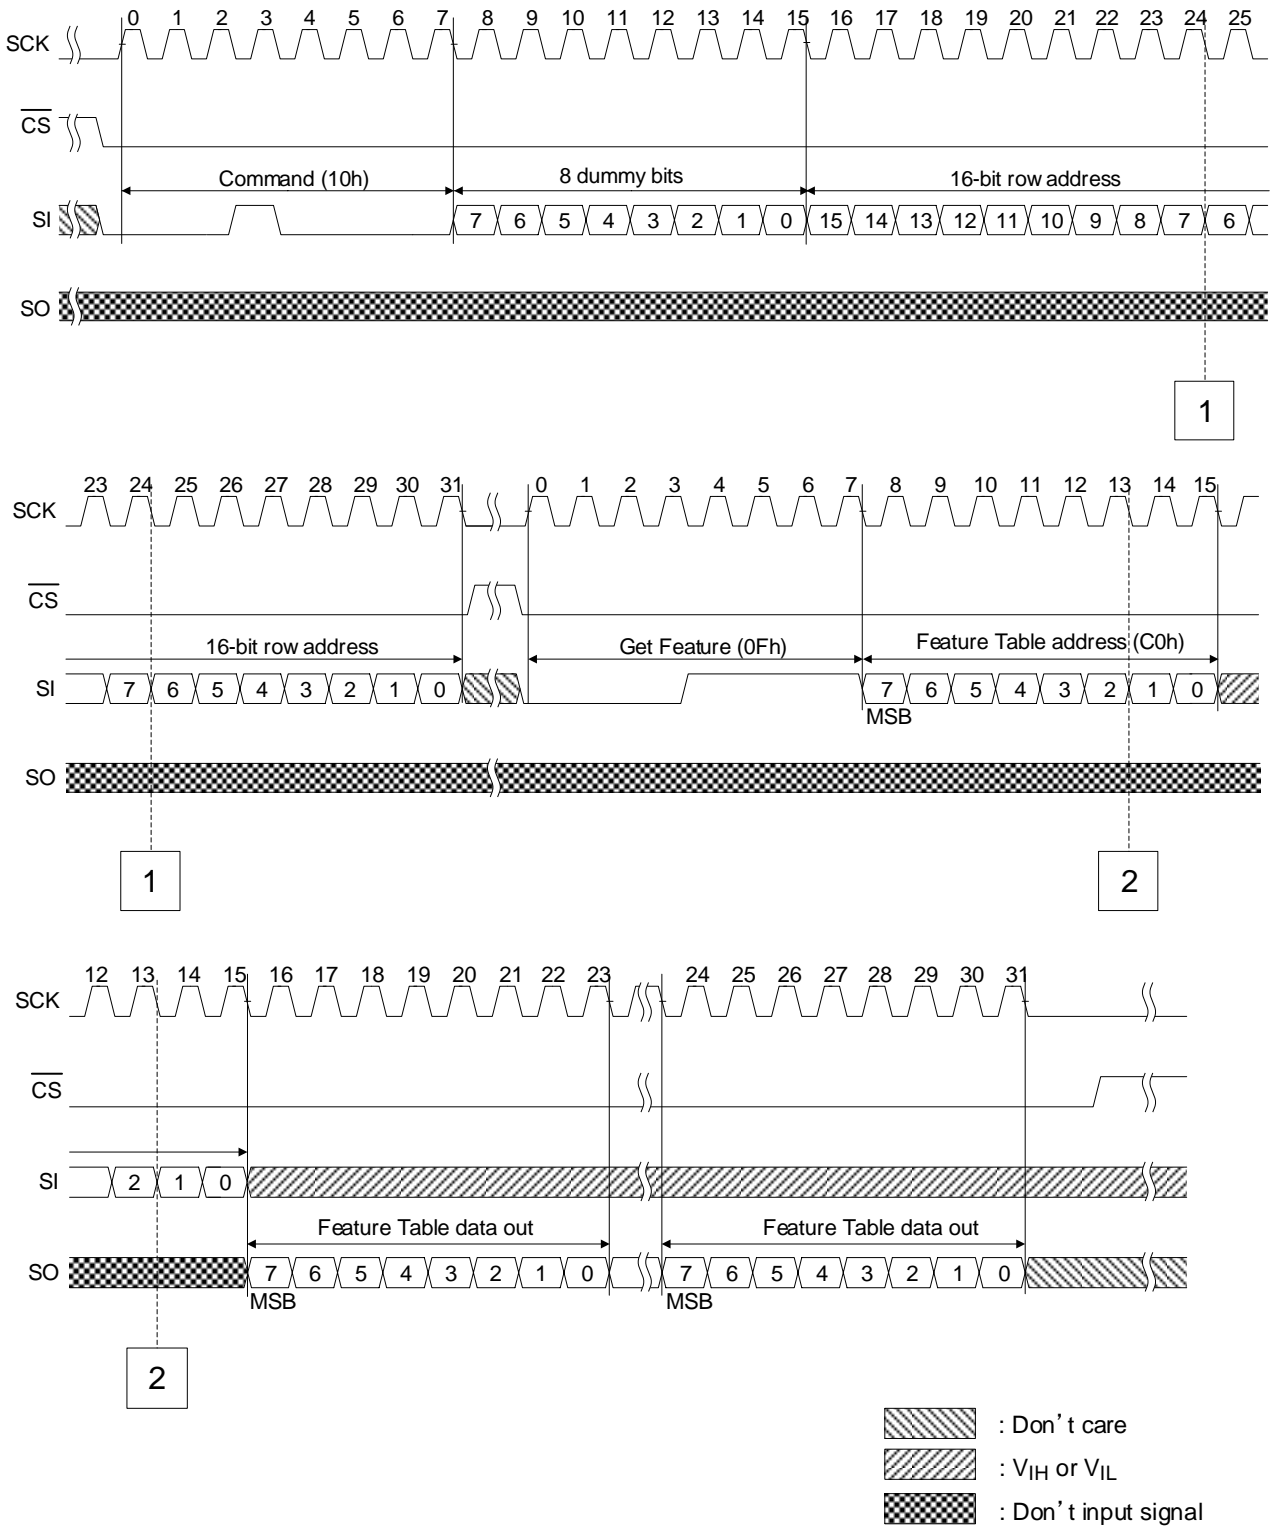 0 1 2 3 4 5 6 7 8 9 10 11 12 13 14 15 16 17 18 19 20 21 22 23 24 25
SCK
CS
Command (10h) 8 dummy bits 16-bit row address
SI 7 6 5 4 3 2 1 0 15 14 13 12 11 10 9 8 7 6
SO
1
23 24 25 26 27 28 29 30 31 0 1 2 3 4 5 6 7 8 9 10 11 12 13 14 15
SCK
CS
16-bit row address Get Feature (0Fh) Feature Table address (C0h)
SI 7 6 5 4 3 2 1 0 7 6 5 4 3 2 1 0
MSB
SO
1 2
12 13 14 15 16 17 18 19 20 21 22 23 24 25 26 27 28 29 30 31
SCK
CS
SI 2 1 0
Feature Table data out Feature Table data out
SO 7 6 5 4 3 2 1 0 7 6 5 4 3 2 1 0
MSB MSB
2
: Don't care
: VIH or VIL
: Don't input signal